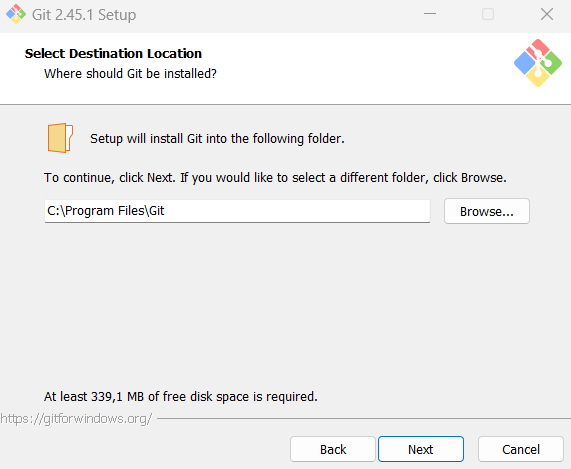 Git 2.45.1 Setup
Select Destination Location
Where should Git be installed?
Setup will install Git into the following folder.
To continue, click Next. If you would like to select a different folder, click Browse.
C:\Program Files\Git
Browse...
At least 339,1 MB of free disk space is required.
https://gitforwindows.org/
Back
Next
Cancel